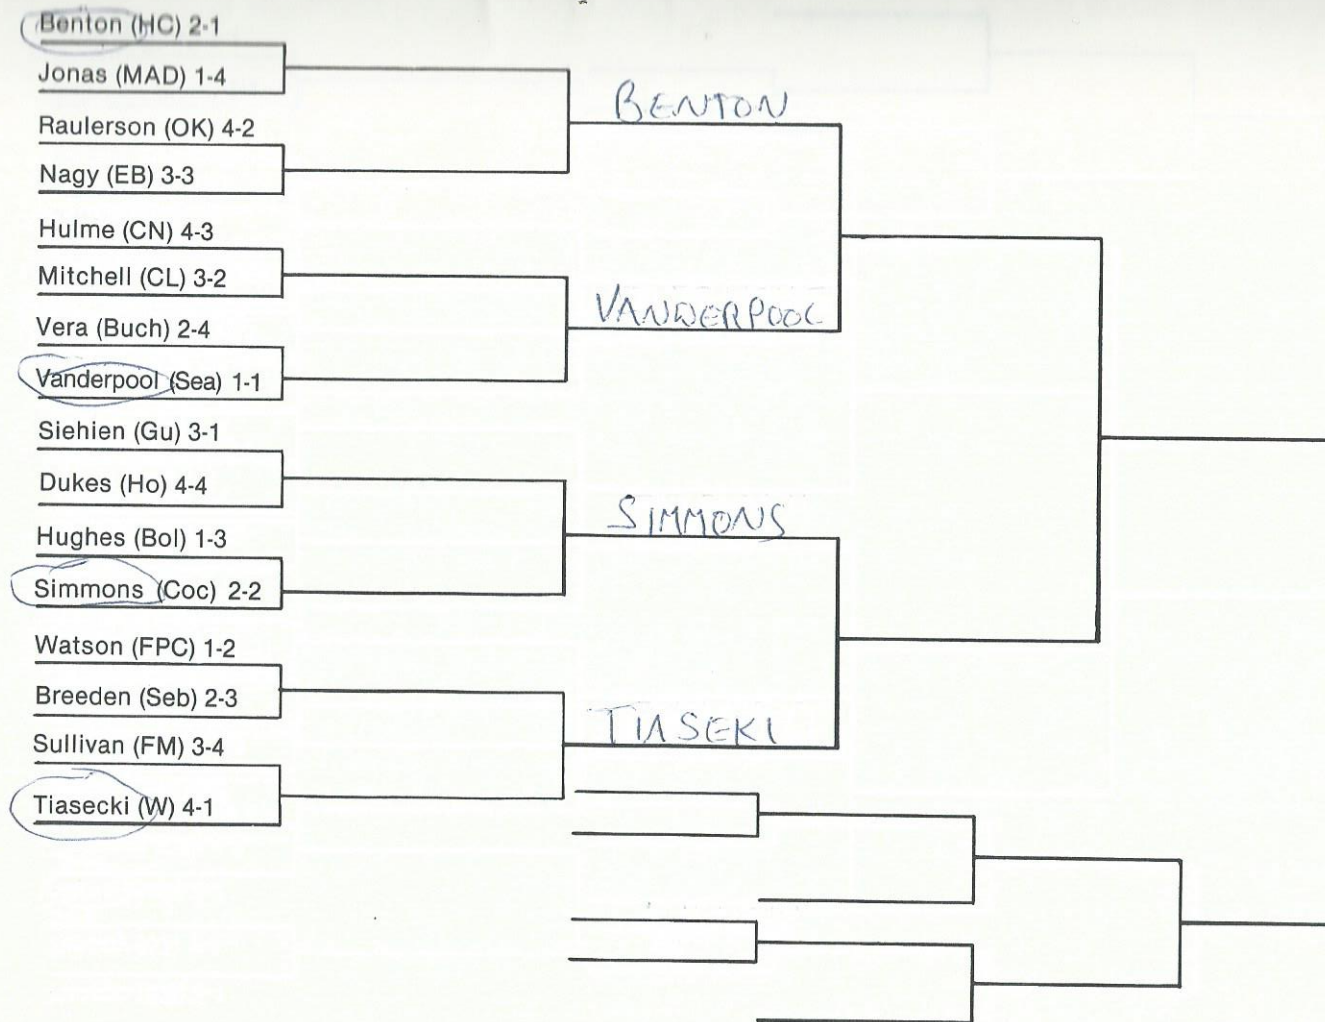 Benton (HC) 2-1
Jonas (MAD) 1-4
BENTON
Raulerson (OK) 4-2
Nagy (EB) 3-3
Hulme (CN) 4-3
Mitchell (CL) 3-2
VANDERPOOL
Vera (Buch) 2-4
Vanderpool (Sea) 1-1
Siehien (Gu) 3-1
Dukes (Ho) 4-4
SIMMONS
Hughes (Bol) 1-3
Simmons (Coc) 2-2
Watson (FPC) 1-2
Breeden (Seb) 2-3
TIASEKI
Sullivan (FM) 3-4
Tiasecki (W) 4-1